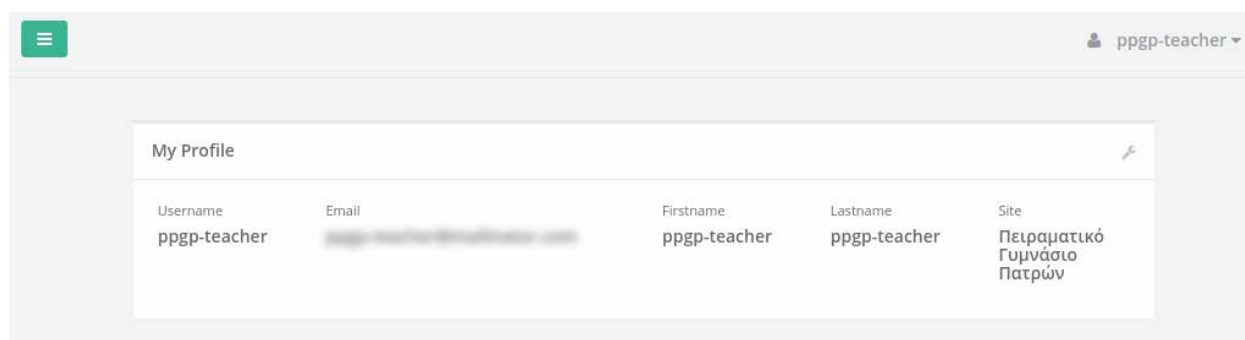 ppgp-teacher
My Profile
Username Email Firstname Lastname Site
ppgp-teacher ppgp-teacher ppgp-teacher Πειραματικό
Γυμνάσιο
Πατρών